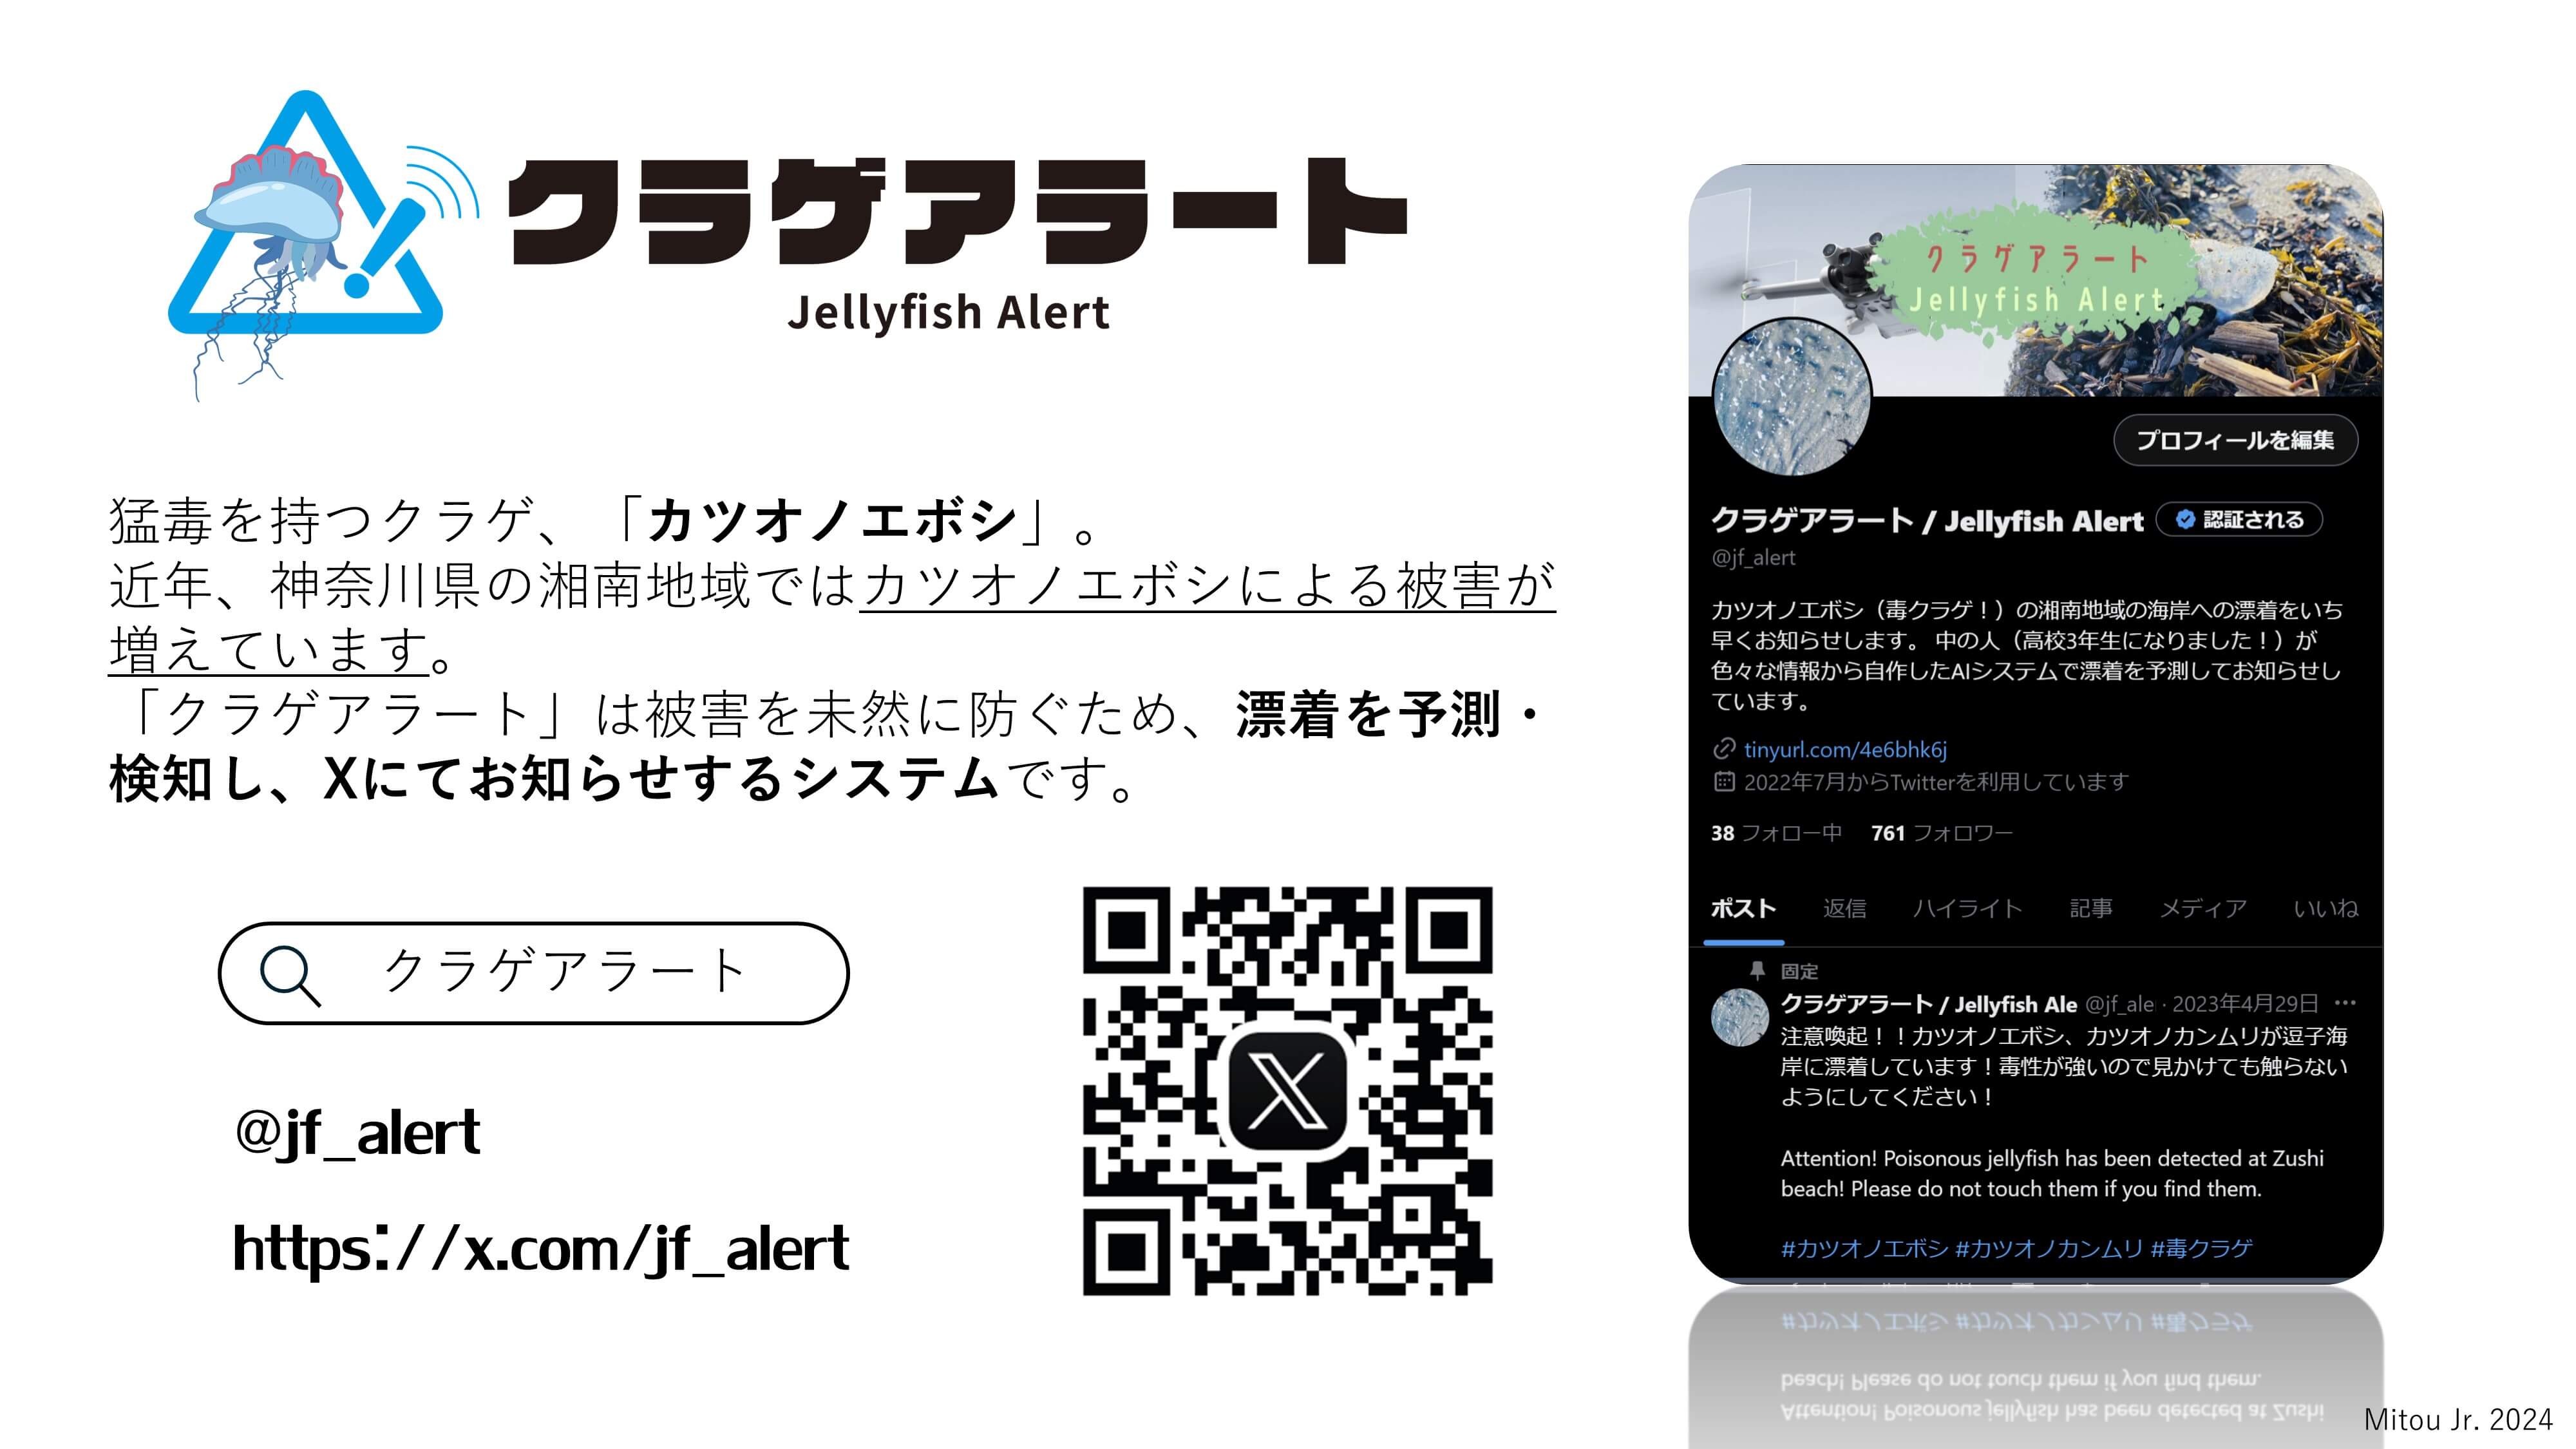 クラゲアラート
Jellyfish Alert
猛毒を持つクラゲ、「カツオノエボシ」。
近年、神奈川県の湘南地域ではカツオノエボシによる被害が
増えています。
「クラゲアラート」は被害を未然に防ぐため、漂着を予測・
検知し、Xにてお知らせするシステムです。
クラゲアラート
@jf_alert
https://x.com/jf_alert
クラゲアラート
Jellyfish Alert
プロフィールを編集
クラゲアラート / Jellyfish Alert 認証される
@jf_alert
カツオノエボシ（毒クラゲ！）の湘南地域の海岸への漂着をいち
早くお知らせします。 中の人（高校3年生になりました！）が
色々な情報から自作したAIシステムで漂着を予測してお知らせし
ています。
tinyurl.com/4e6bhk6j
2022年7月からTwitterを利用しています
38 フォロー中 761 フォロワー
ポスト 返信 ハイライト 記事 メディア いいね
固定
クラゲアラート / Jellyfish Ale @jf_ale · 2023年4月29日 …
注意喚起！！カツオノエボシ、カツオノカンムリが逗子海
岸に漂着しています！毒性が強いので見かけても触らない
ようにしてください！
Attention! Poisonous jellyfish has been detected at Zushi
beach! Please do not touch them if you find them.
#カツオノエボシ #カツオノカンムリ #毒クラゲ
Mitou Jr. 2024